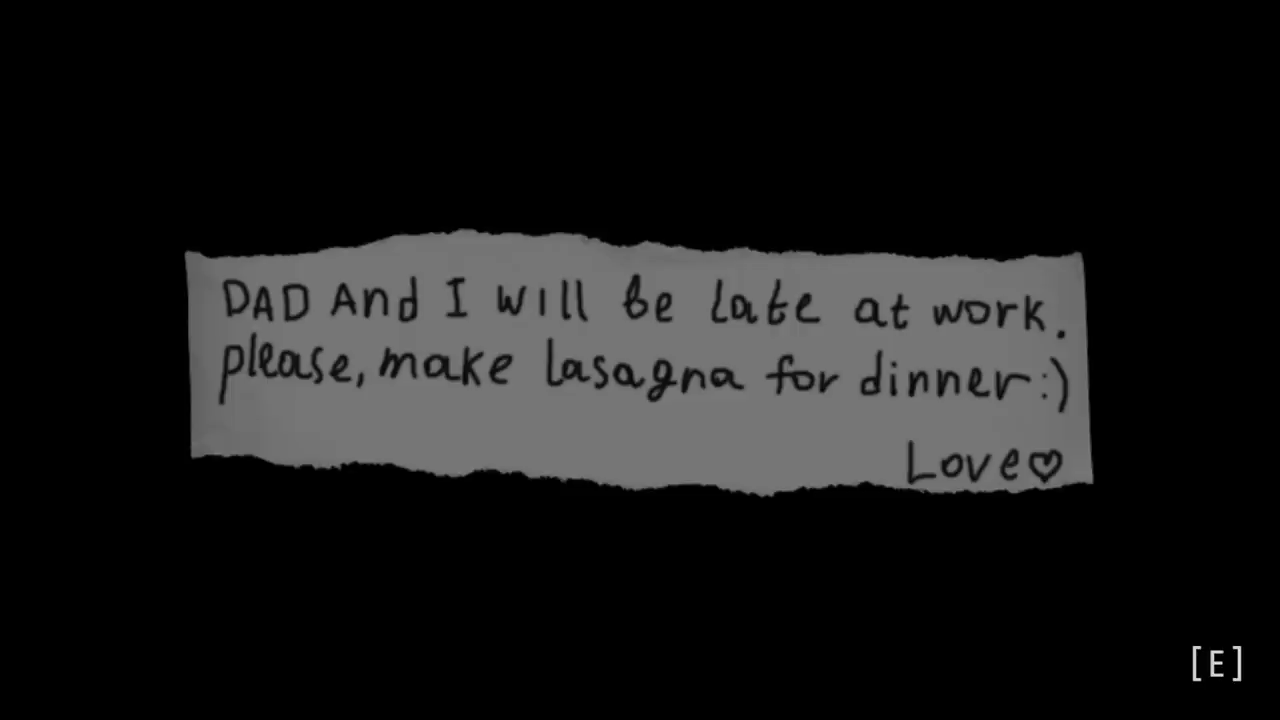 DAD And I will be late at work.
please, make lasagna for dinner:)
Love♡
[E]